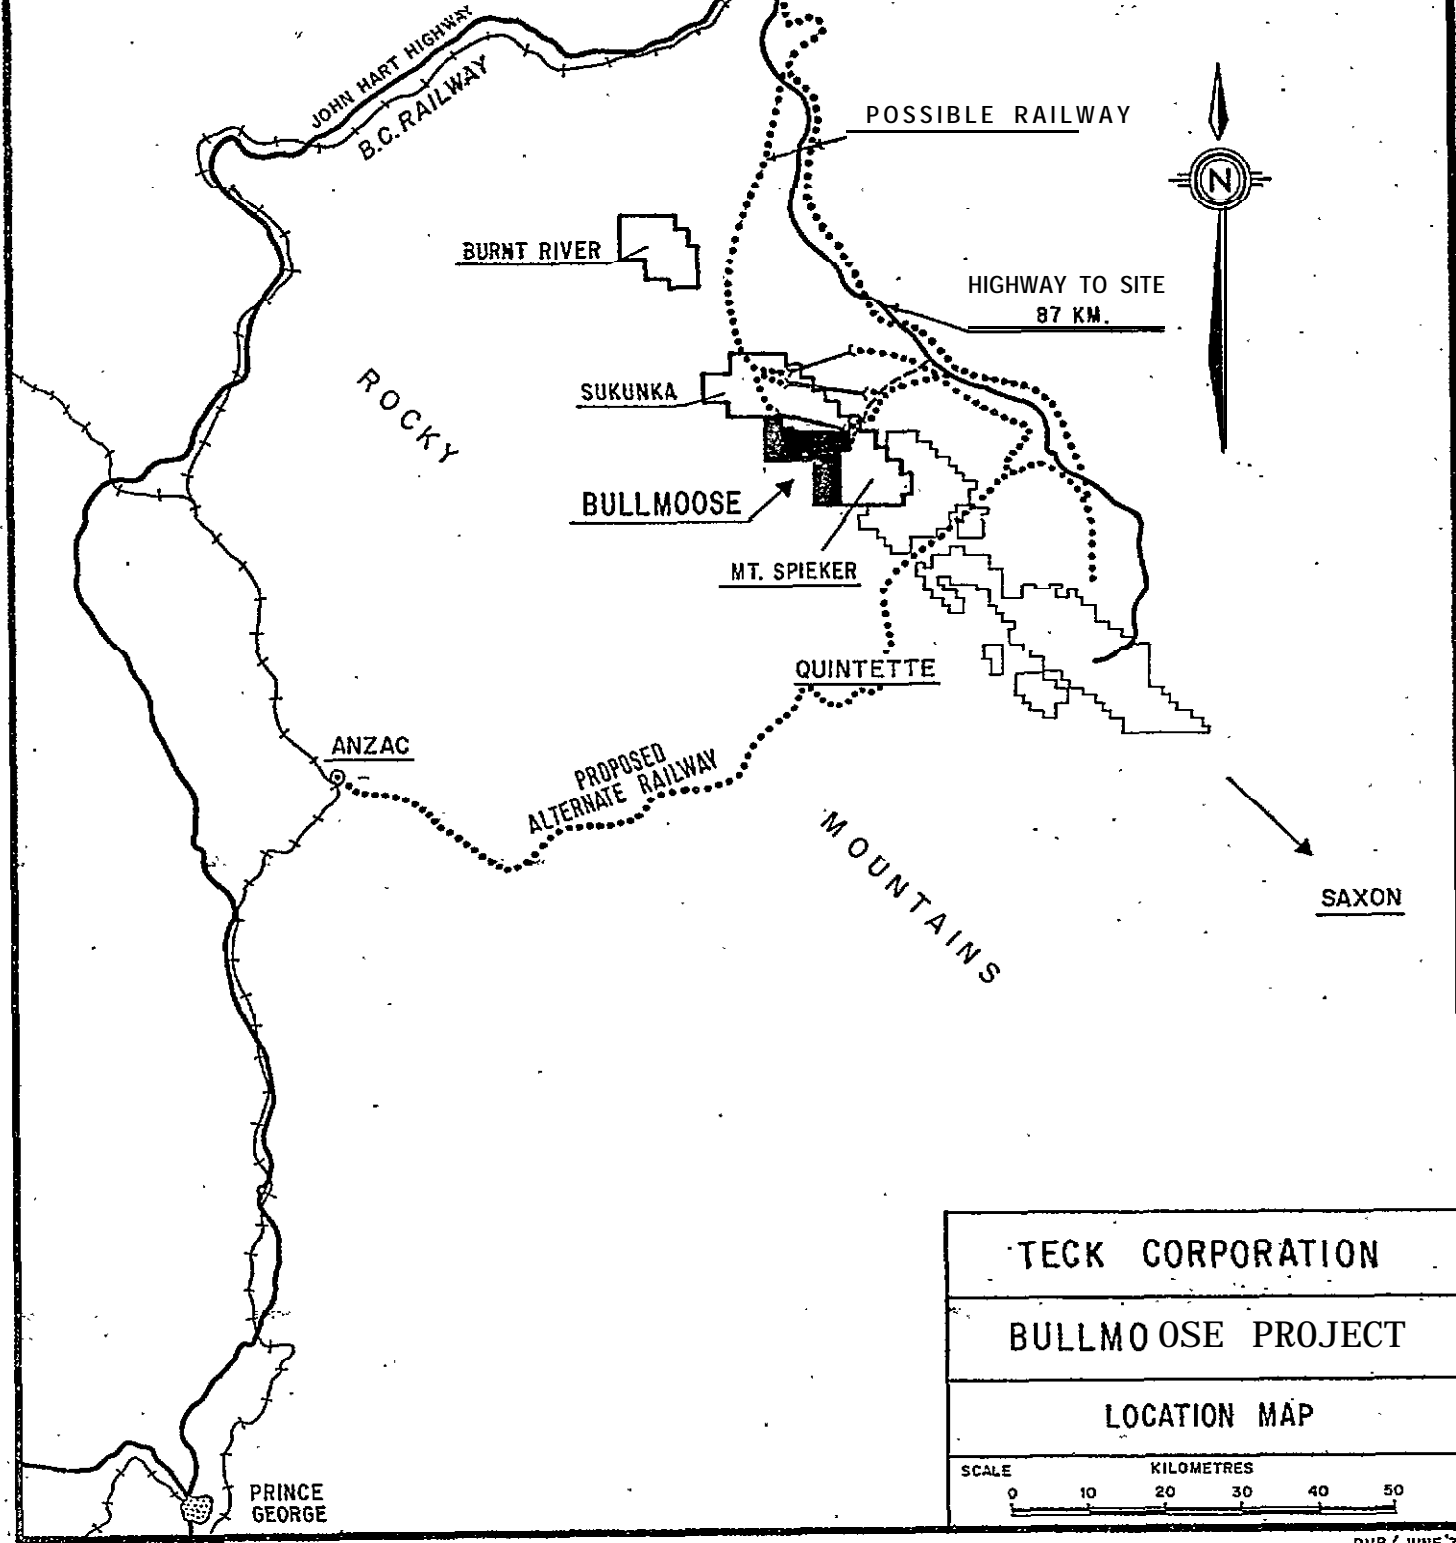 JOHN HART HIGHWAY
B.C. RAILWAY
POSSIBLE RAILWAY
N
BURNT RIVER
HIGHWAY TO SITE
87 KM.
ROCKY
SUKUNKA
BULLMOOSE
MT. SPIEKER
QUINTETTE
ANZAC
PROPOSED
ALTERNATE RAILWAY
MOUNTAINS
SAXON
TECK CORPORATION
BULLMOOSE PROJECT
LOCATION MAP
SCALE KILOMETRES
0 10 20 30 40 50
PRINCE
GEORGE